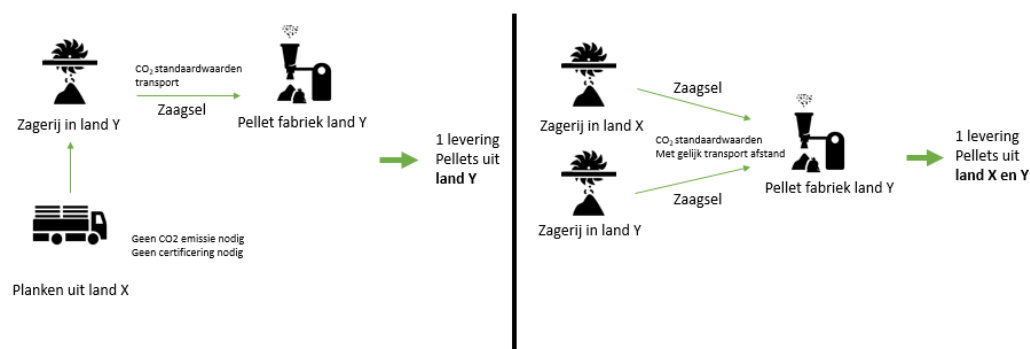 CO₂ standaardwaarden
transport
Zaagsel
Zagerij in land Y
Pellet fabriek land Y
1 levering
Pellets uit
land Y
Geen CO2 emissie nodig
Geen certificering nodig
Planken uit land X
Zaagsel
Zagerij in land X
CO₂ standaardwaarden
Met gelijk transport afstand
Zaagsel
Pellet fabriek land Y
Zagerij in land Y
1 levering
Pellets uit
land X en Y